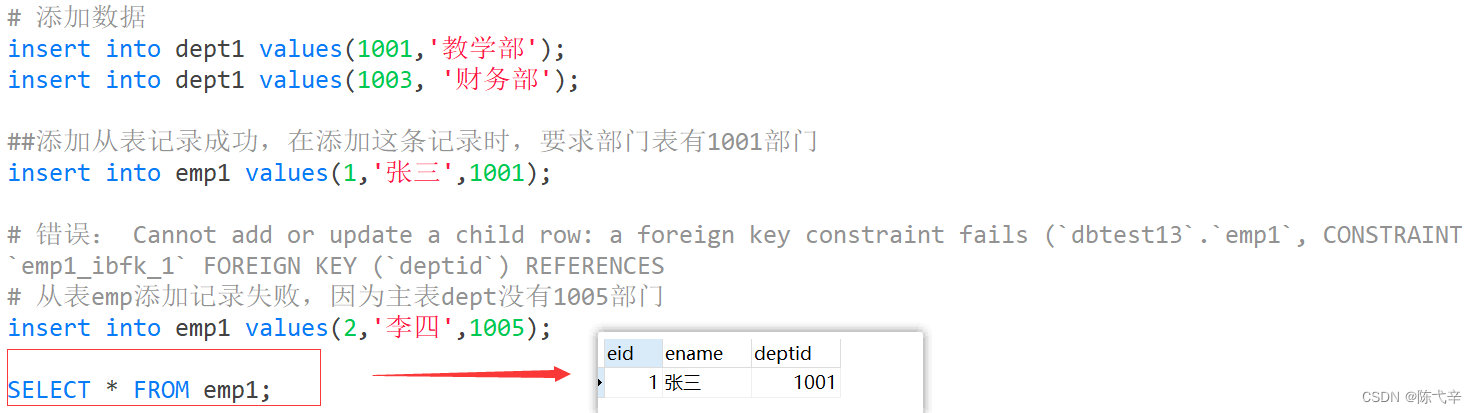 # 添加数据
insert into dept1 values(1001,'教学部');
insert into dept1 values(1003, '财务部');
##添加从表记录成功，在添加这条记录时，要求部门表有1001部门
insert into emp1 values(1,'张三',1001);
# 错误： Cannot add or update a child row: a foreign key constraint fails (`dbtest13`.`emp1`, CONSTRAINT
`emp1_ibfk_1` FOREIGN KEY (`deptid`) REFERENCES
# 从表emp添加记录失败，因为主表dept没有1005部门
insert into emp1 values(2,'李四',1005);
SELECT * FROM emp1;
eid ename deptid
1 张三 1001
CSDN @陈弋辛